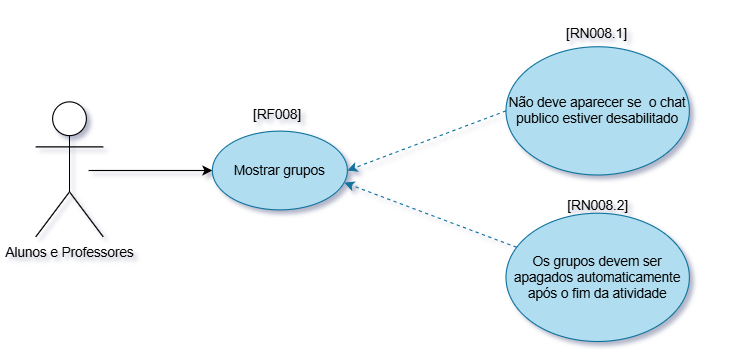 [RN008.1]
Não deve aparecer se o chat
publico estiver desabilitado
[RF008]
Mostrar grupos
Alunos e Professores
[RN008.2]
Os grupos devem ser
apagados automaticamente
após o fim da atividade